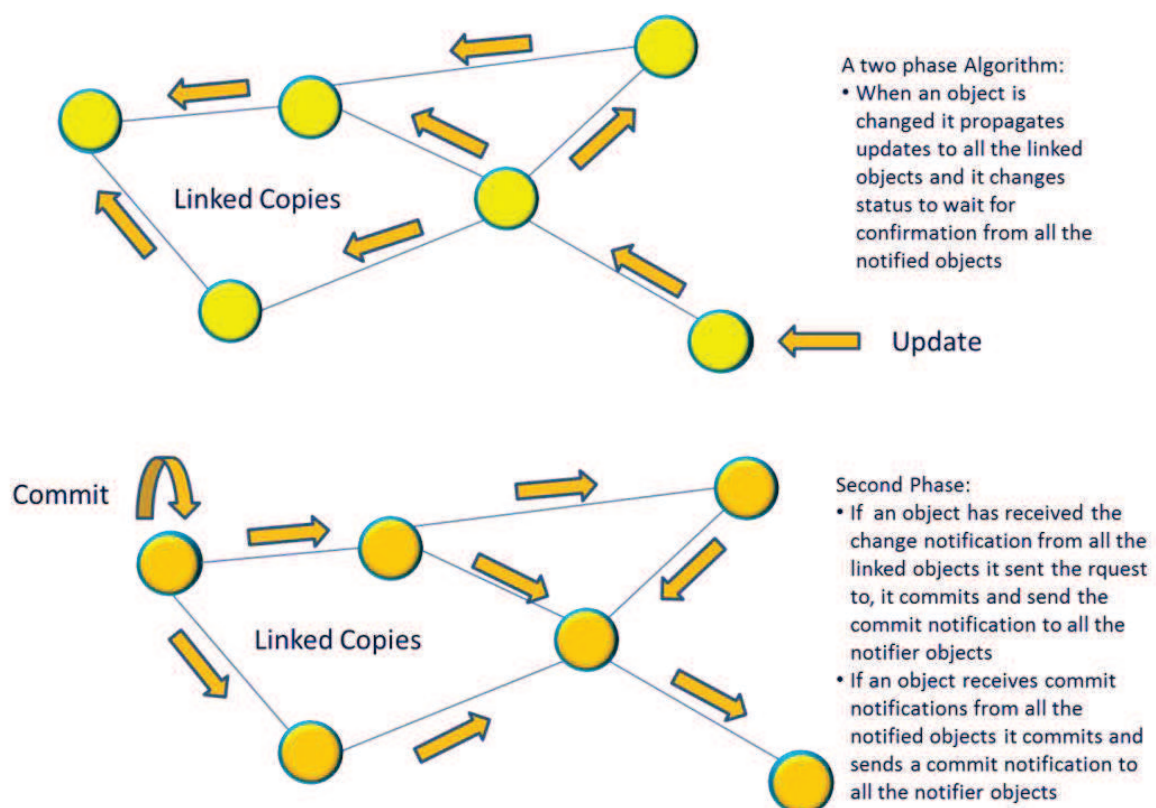 A two phase Algorithm:
• When an object is
changed it propagates
updates to all the linked
objects and it changes
status to wait for
confirmation from all the
notified objects
Linked Copies
Update
Commit
Linked Copies
Second Phase:
• If an object has received the
change notification from all the
linked objects it sent the rquest
to, it commits and send the
commit notification to all the
notifier objects
• If an object receives commit
notifications from all the
notified objects it commits and
sends a commit notification to
all the notifier objects